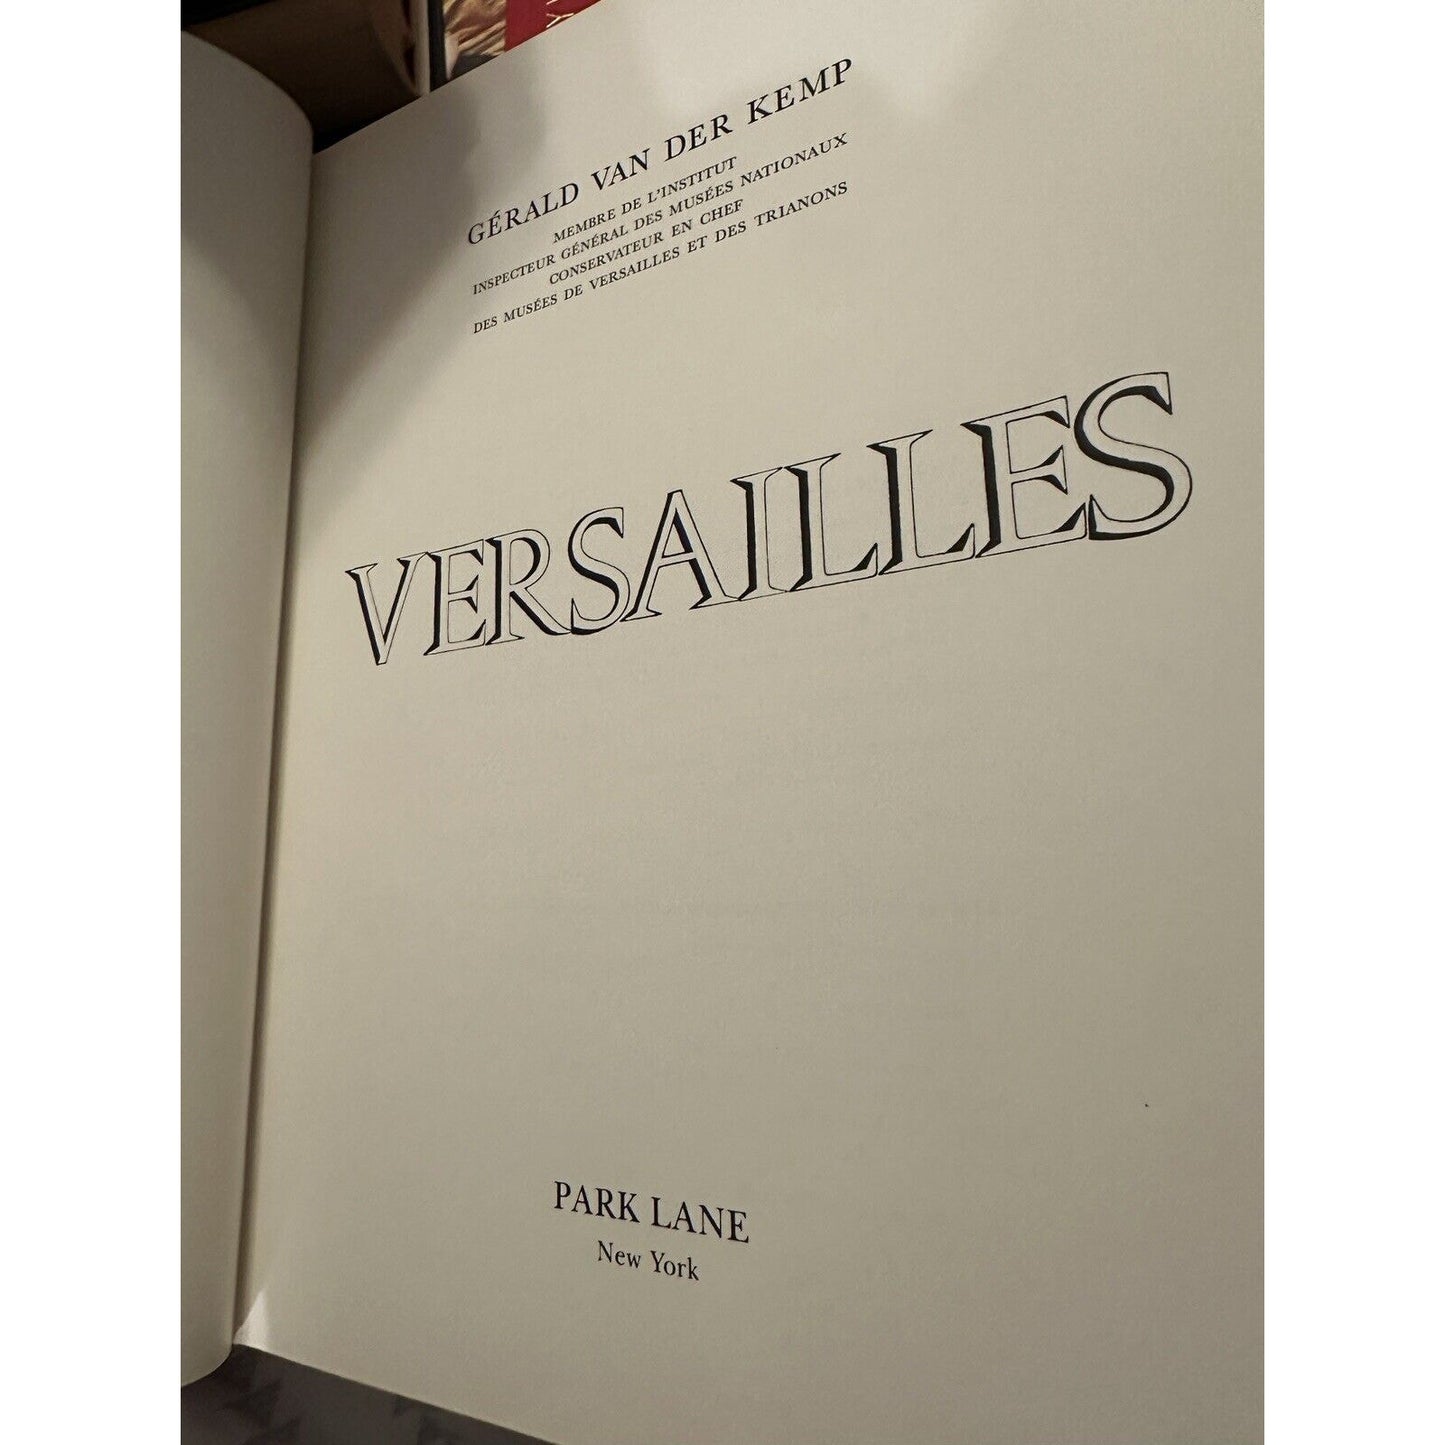 GÉRALD VAN DER KEMP
MEMBRE DE L'INSTITUT
INSPECTEUR GÉNÉRAL DES MUSÉES NATIONAUX
CONSERVATEUR EN CHEF
DES MUSÉES DE VERSAILLES ET DES TRIANONS
VERSAILLES
PARK LANE
New York